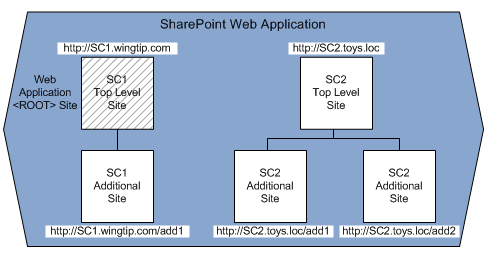 SharePoint Web Application
http://SC1.wingtip.com
http://SC2.toys.loc
Web
Application
<ROOT> Site
SC1
Top Level
Site
SC2
Top Level
Site
SC1
Additional
Site
SC2
Additional
Site
SC2
Additional
Site
http://SC1.wingtip.com/add1
http://SC2.toys.loc/add1
http://SC2.toys.loc/add2